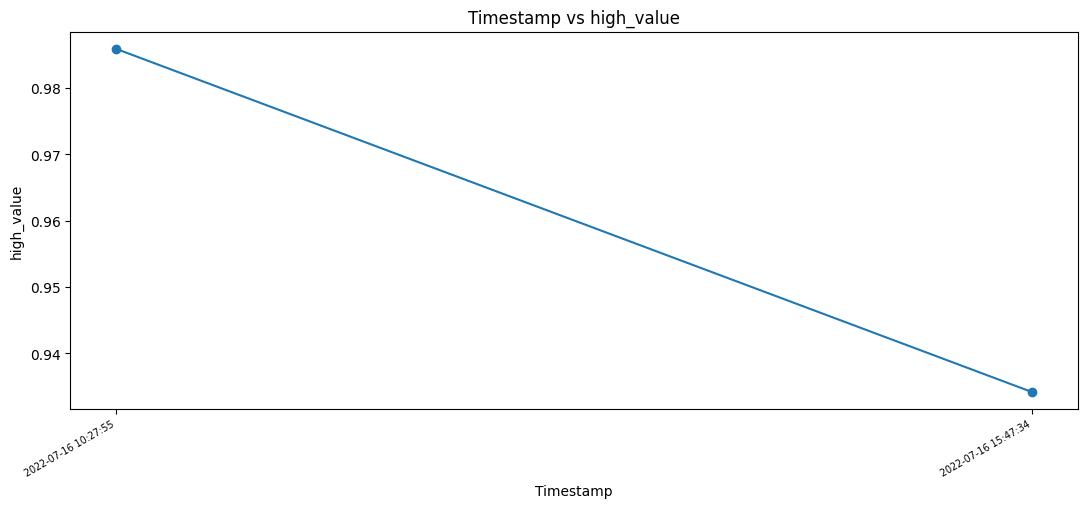 Timestamp vs high_value
high_value
0.98
0.97
0.96
0.95
0.94
2022-07-16 10:27:55
2022-07-16 15:47:34
Timestamp